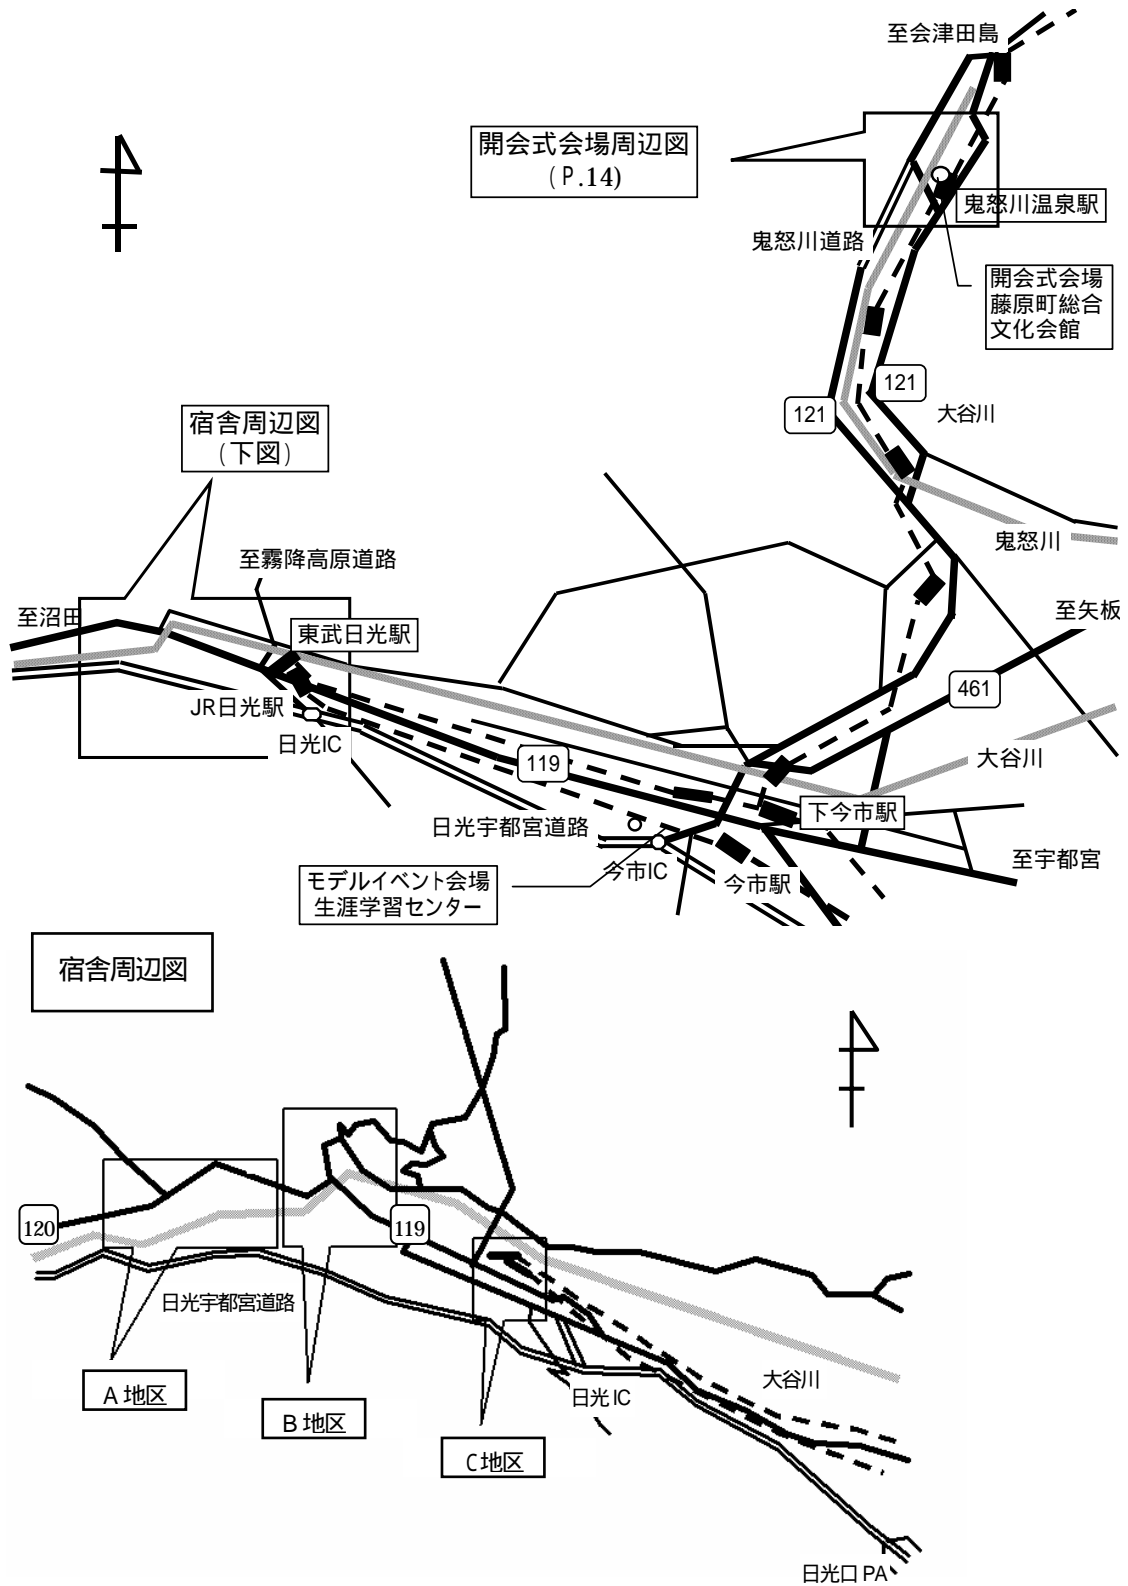 至会津田島
開会式会場周辺図
(P.14)
鬼怒川温泉駅
鬼怒川道路
開会式会場
藤原町総合
文化会館
121
121
大谷川
宿舎周辺図
(下図)
鬼怒川
至霧降高原道路
至沼田
至矢板
東武日光駅
461
JR日光駅
日光IC
119
大谷川
下今市駅
日光宇都宮道路
至宇都宮
今市IC
今市駅
モデルイベント会場
生涯学習センター
宿舎周辺図
120
119
日光宇都宮道路
大谷川
A 地区
日光 IC
B 地区
C 地区
日光口 PA